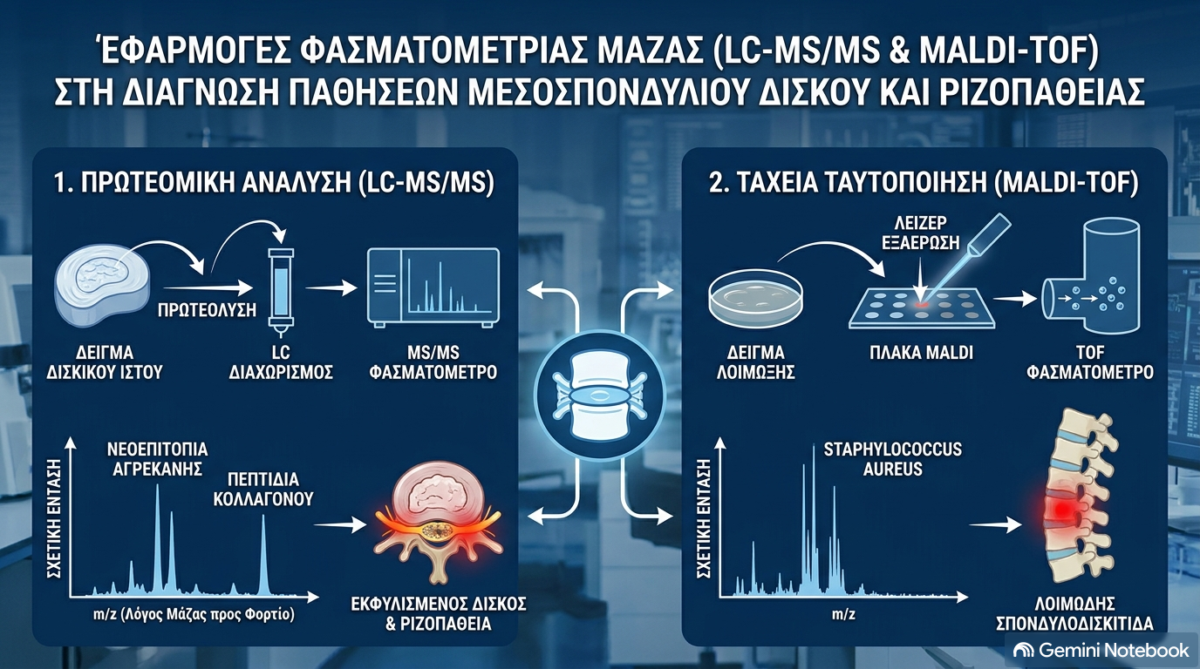 ΈΦΑΡΜΟΓΕΣ ΦΑΣΜΑΤΟΜΕΤΡΙΑΣ ΜΑΖΑΣ (LC-MS/MS & MALDI-TOF)
ΣΤΗ ΔΙΑΓΝΩΣΗ ΠΑΘΗΣΕΩΝ ΜΕΣΟΣΠΟΝΔΥΛΙΟΥ ΔΙΣΚΟΥ ΚΑΙ ΡΙΖΟΠΑΘΕΙΑΣ
1. ΠΡΩΤΕΟΜΙΚΗ ΑΝΑΛΥΣΗ (LC-MS/MS)
ΠΡΩΤΕΟΛΥΣΗ
ΔΕΙΓΜΑ
ΔΙΣΚΙΚΟΥ ΙΣΤΟΥ
LC
ΔΙΑΧΩΡΙΣΜΟΣ
MS/MS
ΦΑΣΜΑΤΟΜΕΤΡΟ
ΣΧΕΤΙΚΗ ΕΝΤΑΣΗ
ΝΕΟΕΠΙΤΟΠΙΑ
ΑΓΡΕΚΑΝΗΣ
ΠΕΠΤΙΔΙΑ
ΚΟΛΛΑΓΟΝΟΥ
m/z (Λόγος Μάζας προς Φορτίο)
ΕΚΦΥΛΙΣΜΕΝΟΣ ΔΙΣΚΟΣ
& ΡΙΖΟΠΑΘΕΙΑ
2. ΤΑΧΕΙΑ ΤΑΥΤΟΠΟΙΗΣΗ (MALDI-TOF)
ΛΕΙΖΕΡ
ΕΞΑΕΡΩΣΗ
ΔΕΙΓΜΑ
ΛΟΙΜΩΞΗΣ
ΠΛΑΚΑ MALDI
TOF
ΦΑΣΜΑΤΟΜΕΤΡΟ
ΣΧΕΤΙΚΗ ΕΝΤΑΣΗ
STAPHYLOCOCCUS
AUREUS
m/z
ΛΟΙΜΩΔΗΣ
ΣΠΟΝΔΥΛΟΔΙΣΚΙΤΙΔΑ
Gemini Notebook